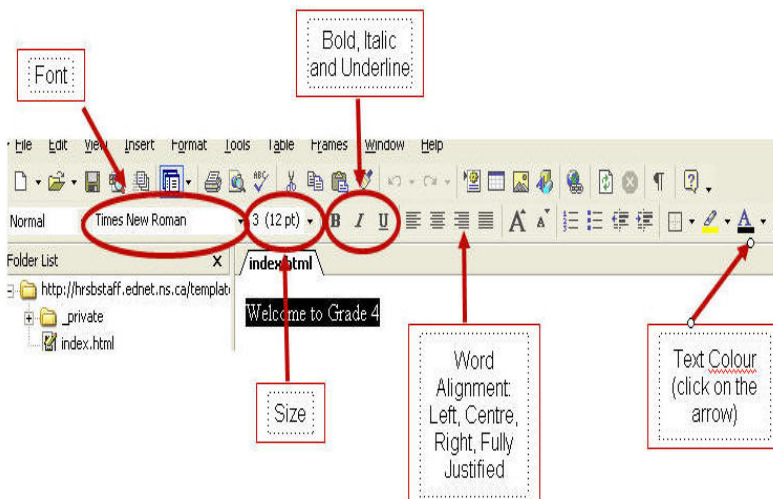 Bold, Italic
and Underline
Font
File Edit View Insert Format Tools Table Frames Window Help
Normal Times New Roman 3 (12 pt) B I U A A A
Folder List X index.html
http://hrsbstaff.ednet.ns.ca/templat
_private
index.html
Welcome to Grade 4
Size
Word
Alignment:
Left, Centre,
Right, Fully
Justified
Text Colour
(click on the
arrow)